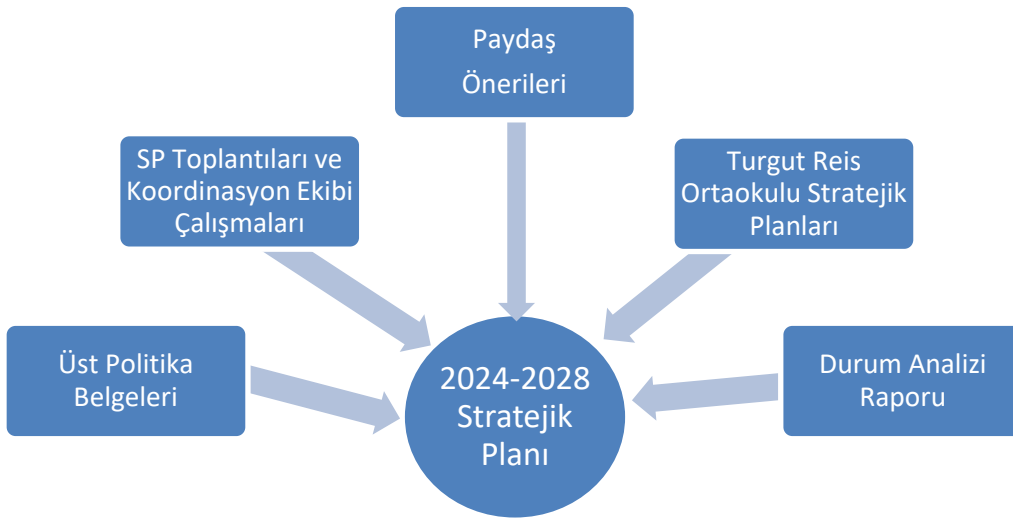 Paydaş
Önerileri
SP Toplantıları ve
Koordinasyon Ekibi
Çalışmaları
Turgut Reis
Ortaokulu Stratejik
Planları
Üst Politika
Belgeleri
2024-2028
Stratejik
Planı
Durum Analizi
Raporu